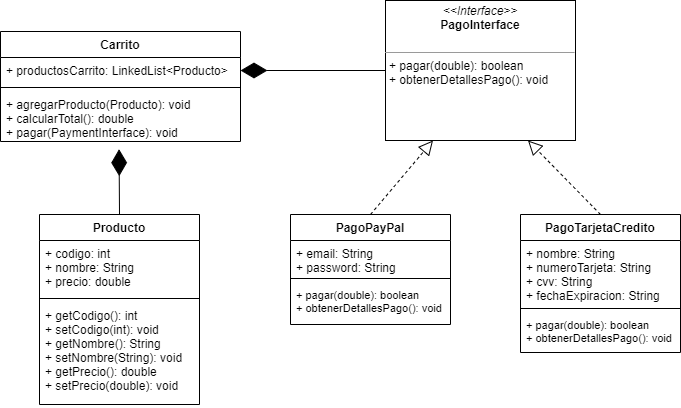 <<Interface>>
PagoInterface
+ pagar(double): boolean
+ obtenerDetallesPago(): void
Carrito
+ productosCarrito: LinkedList<Producto>
+ agregarProducto(Producto): void
+ calcularTotal(): double
+ pagar(PaymentInterface): void
Producto
+ codigo: int
+ nombre: String
+ precio: double
+ getCodigo(): int
+ setCodigo(int): void
+ getNombre(): String
+ setNombre(String): void
+ getPrecio(): double
+ setPrecio(double): void
PagoPayPal
+ email: String
+ password: String
+ pagar(double): boolean
+ obtenerDetallesPago(): void
PagoTarjetaCredito
+ nombre: String
+ numeroTarjeta: String
+ cvv: String
+ fechaExpiracion: String
+ pagar(double): boolean
+ obtenerDetallesPago(): void